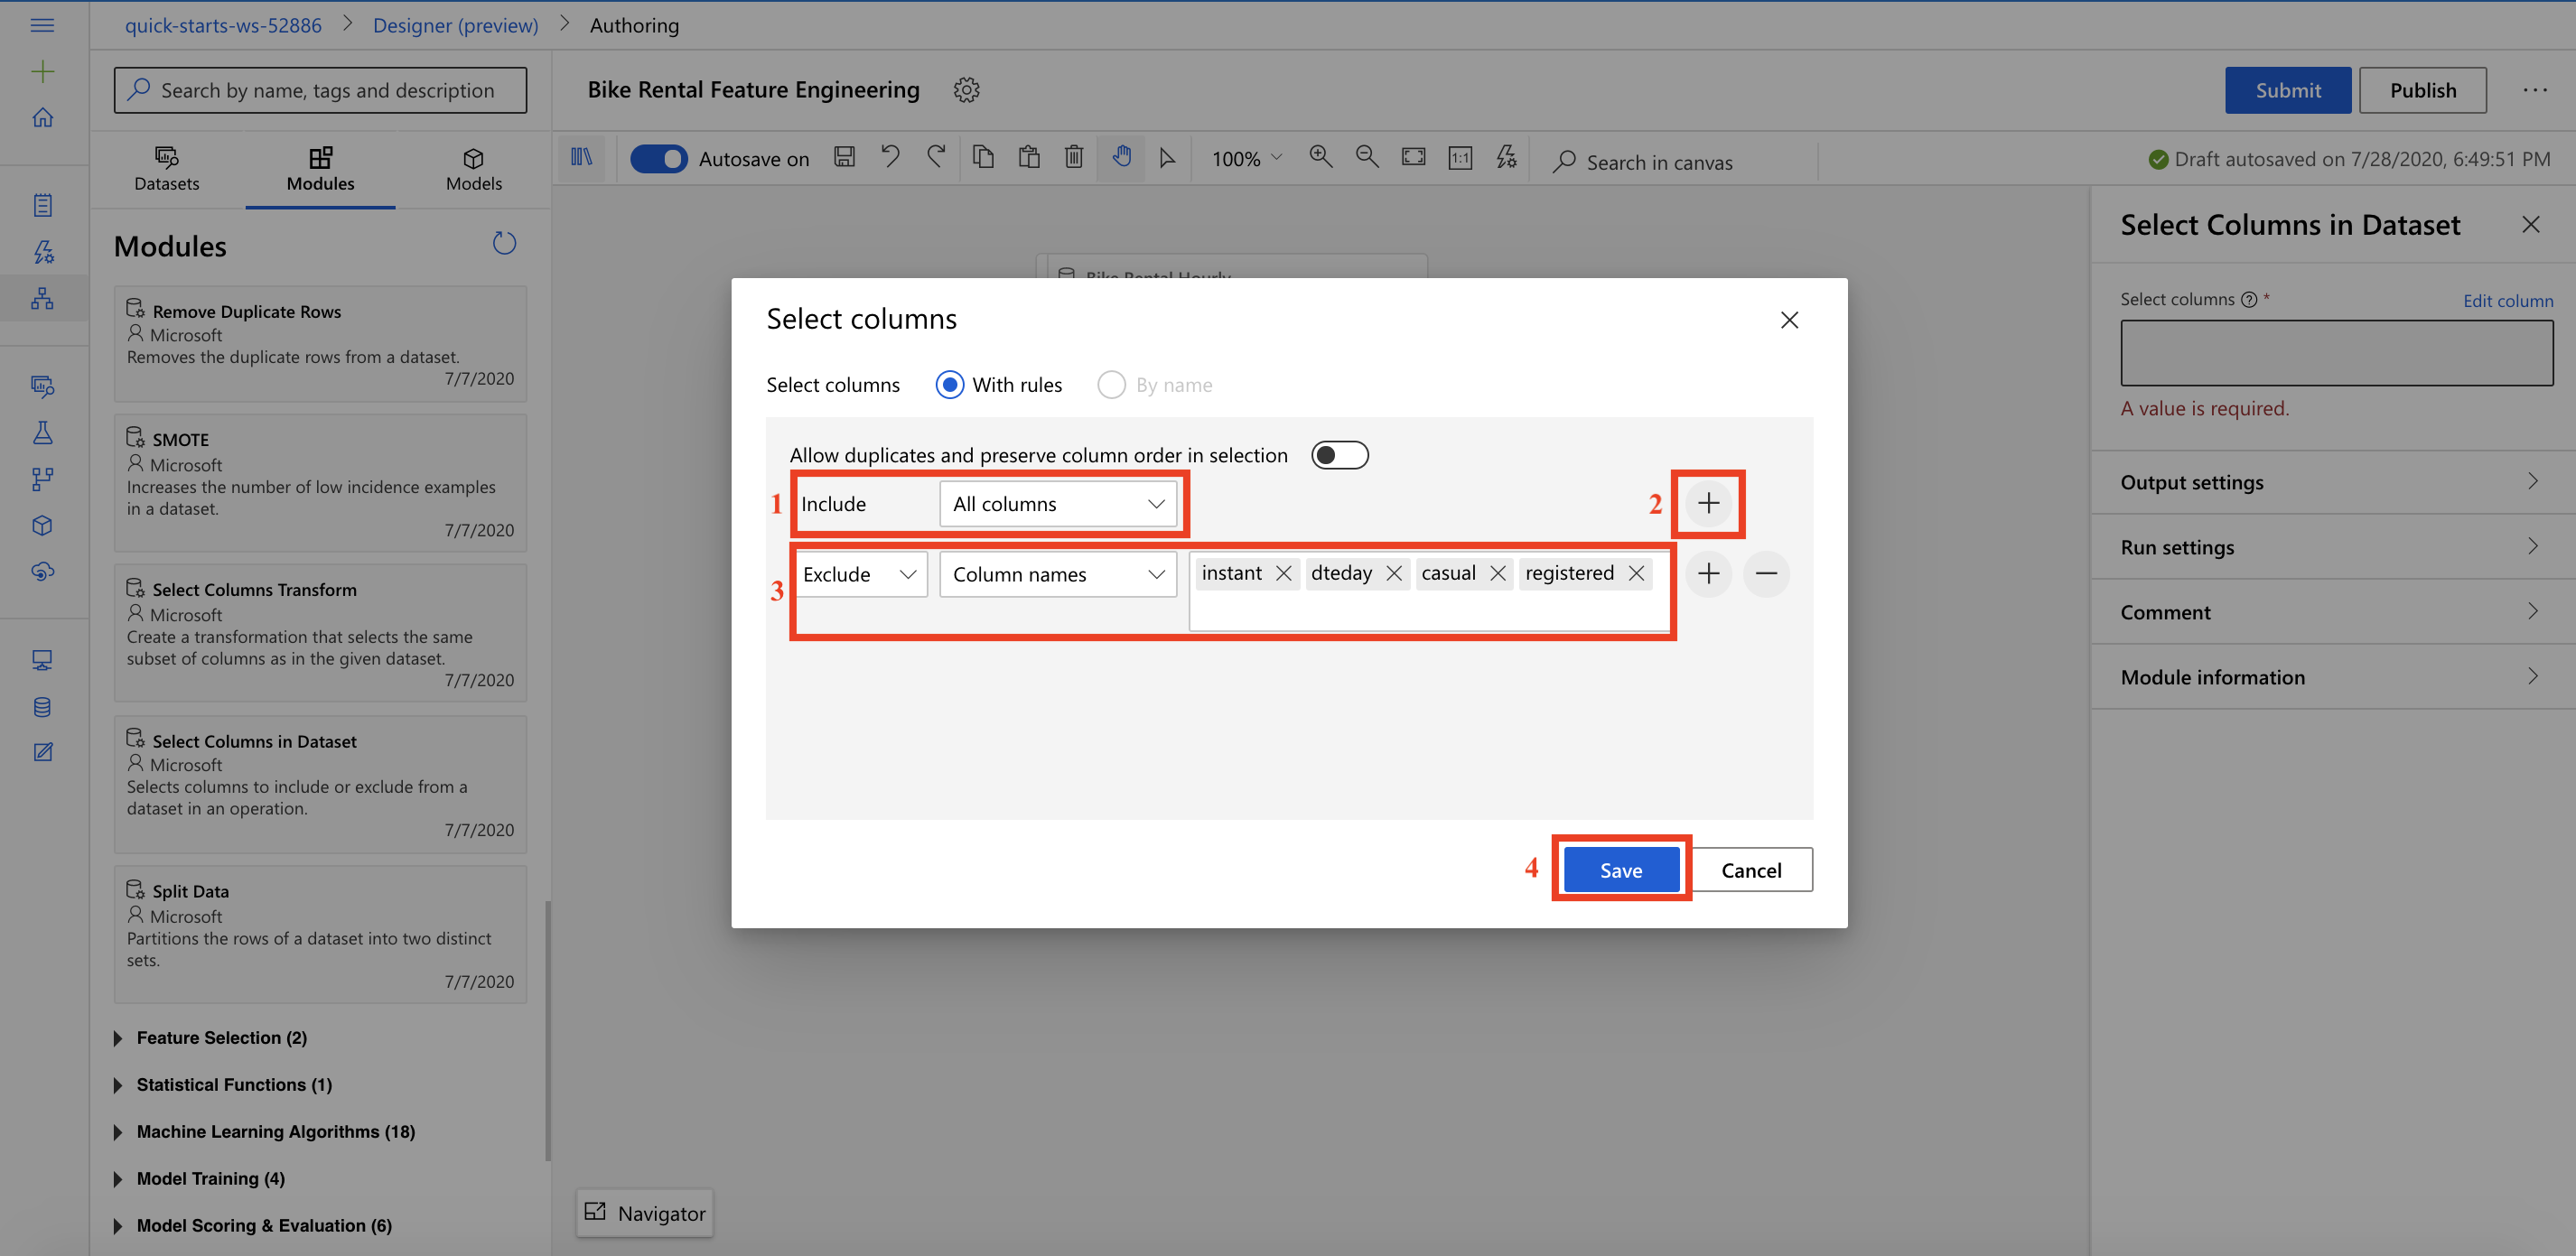 quick-starts-ws-52886 > Designer (preview) > Authoring
Search by name, tags and description
Datasets
Modules
Models
Modules
Remove Duplicate Rows
Microsoft
Removes the duplicate rows from a dataset.
7/7/2020
SMOTE
Microsoft
Increases the number of low incidence examples
in a dataset.
7/7/2020
Select Columns Transform
Microsoft
Create a transformation that selects the same
subset of columns as in the given dataset.
7/7/2020
Select Columns in Dataset
Microsoft
Selects columns to include or exclude from a
dataset in an operation.
7/7/2020
Split Data
Microsoft
Partitions the rows of a dataset into two distinct
sets.
7/7/2020
Feature Selection (2)
Statistical Functions (1)
Machine Learning Algorithms (18)
Model Training (4)
Model Scoring & Evaluation (6)
Bike Rental Feature Engineering
Submit
Publish
Autosave on
100%
1:1
Search in canvas
Draft autosaved on 7/28/2020, 6:49:51 PM
Bike Rental Hourly
Select columns
Select columns With rules By name
Allow duplicates and preserve column order in selection
1 Include All columns 2
3 Exclude Column names instant dteday casual registered
4 Save Cancel
Navigator
Select Columns in Dataset
Select columns * Edit column
A value is required.
Output settings
Run settings
Comment
Module information